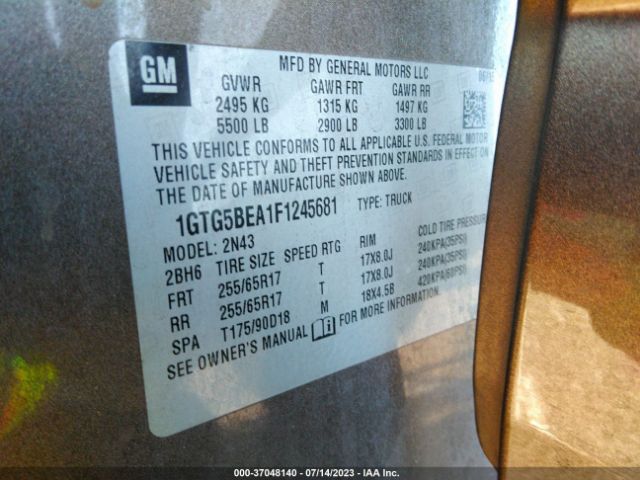 GM
MFD BY GENERAL MOTORS LLC
GVWR GAWR FRT GAWR RR
2495 KG 1315 KG 1497 KG
5500 LB 2900 LB 3300 LB
THIS VEHICLE CONFORMS TO ALL APPLICABLE U.S. FEDERAL MOTOR
VEHICLE SAFETY AND THEFT PREVENTION STANDARDS IN EFFECT ON
THE DATE OF MANUFACTURE SHOWN ABOVE.
1GTG5BEA1F1245681 TYPE: TRUCK
MODEL: 2N43
2BH6 TIRE SIZE SPEED RTG RIM COLD TIRE PRESSURE
FRT 255/65R17 T 17X8.0J 240KPA(35PSI)
RR 255/65R17 T 17X8.0J 240KPA(35PSI)
SPA T175/90D18 M 18X4.5B 420KPA(60PSI)
SEE OWNER'S MANUAL FOR MORE INFORMATION.
000-37048140 / 07/14/2023 / IAA Inc.